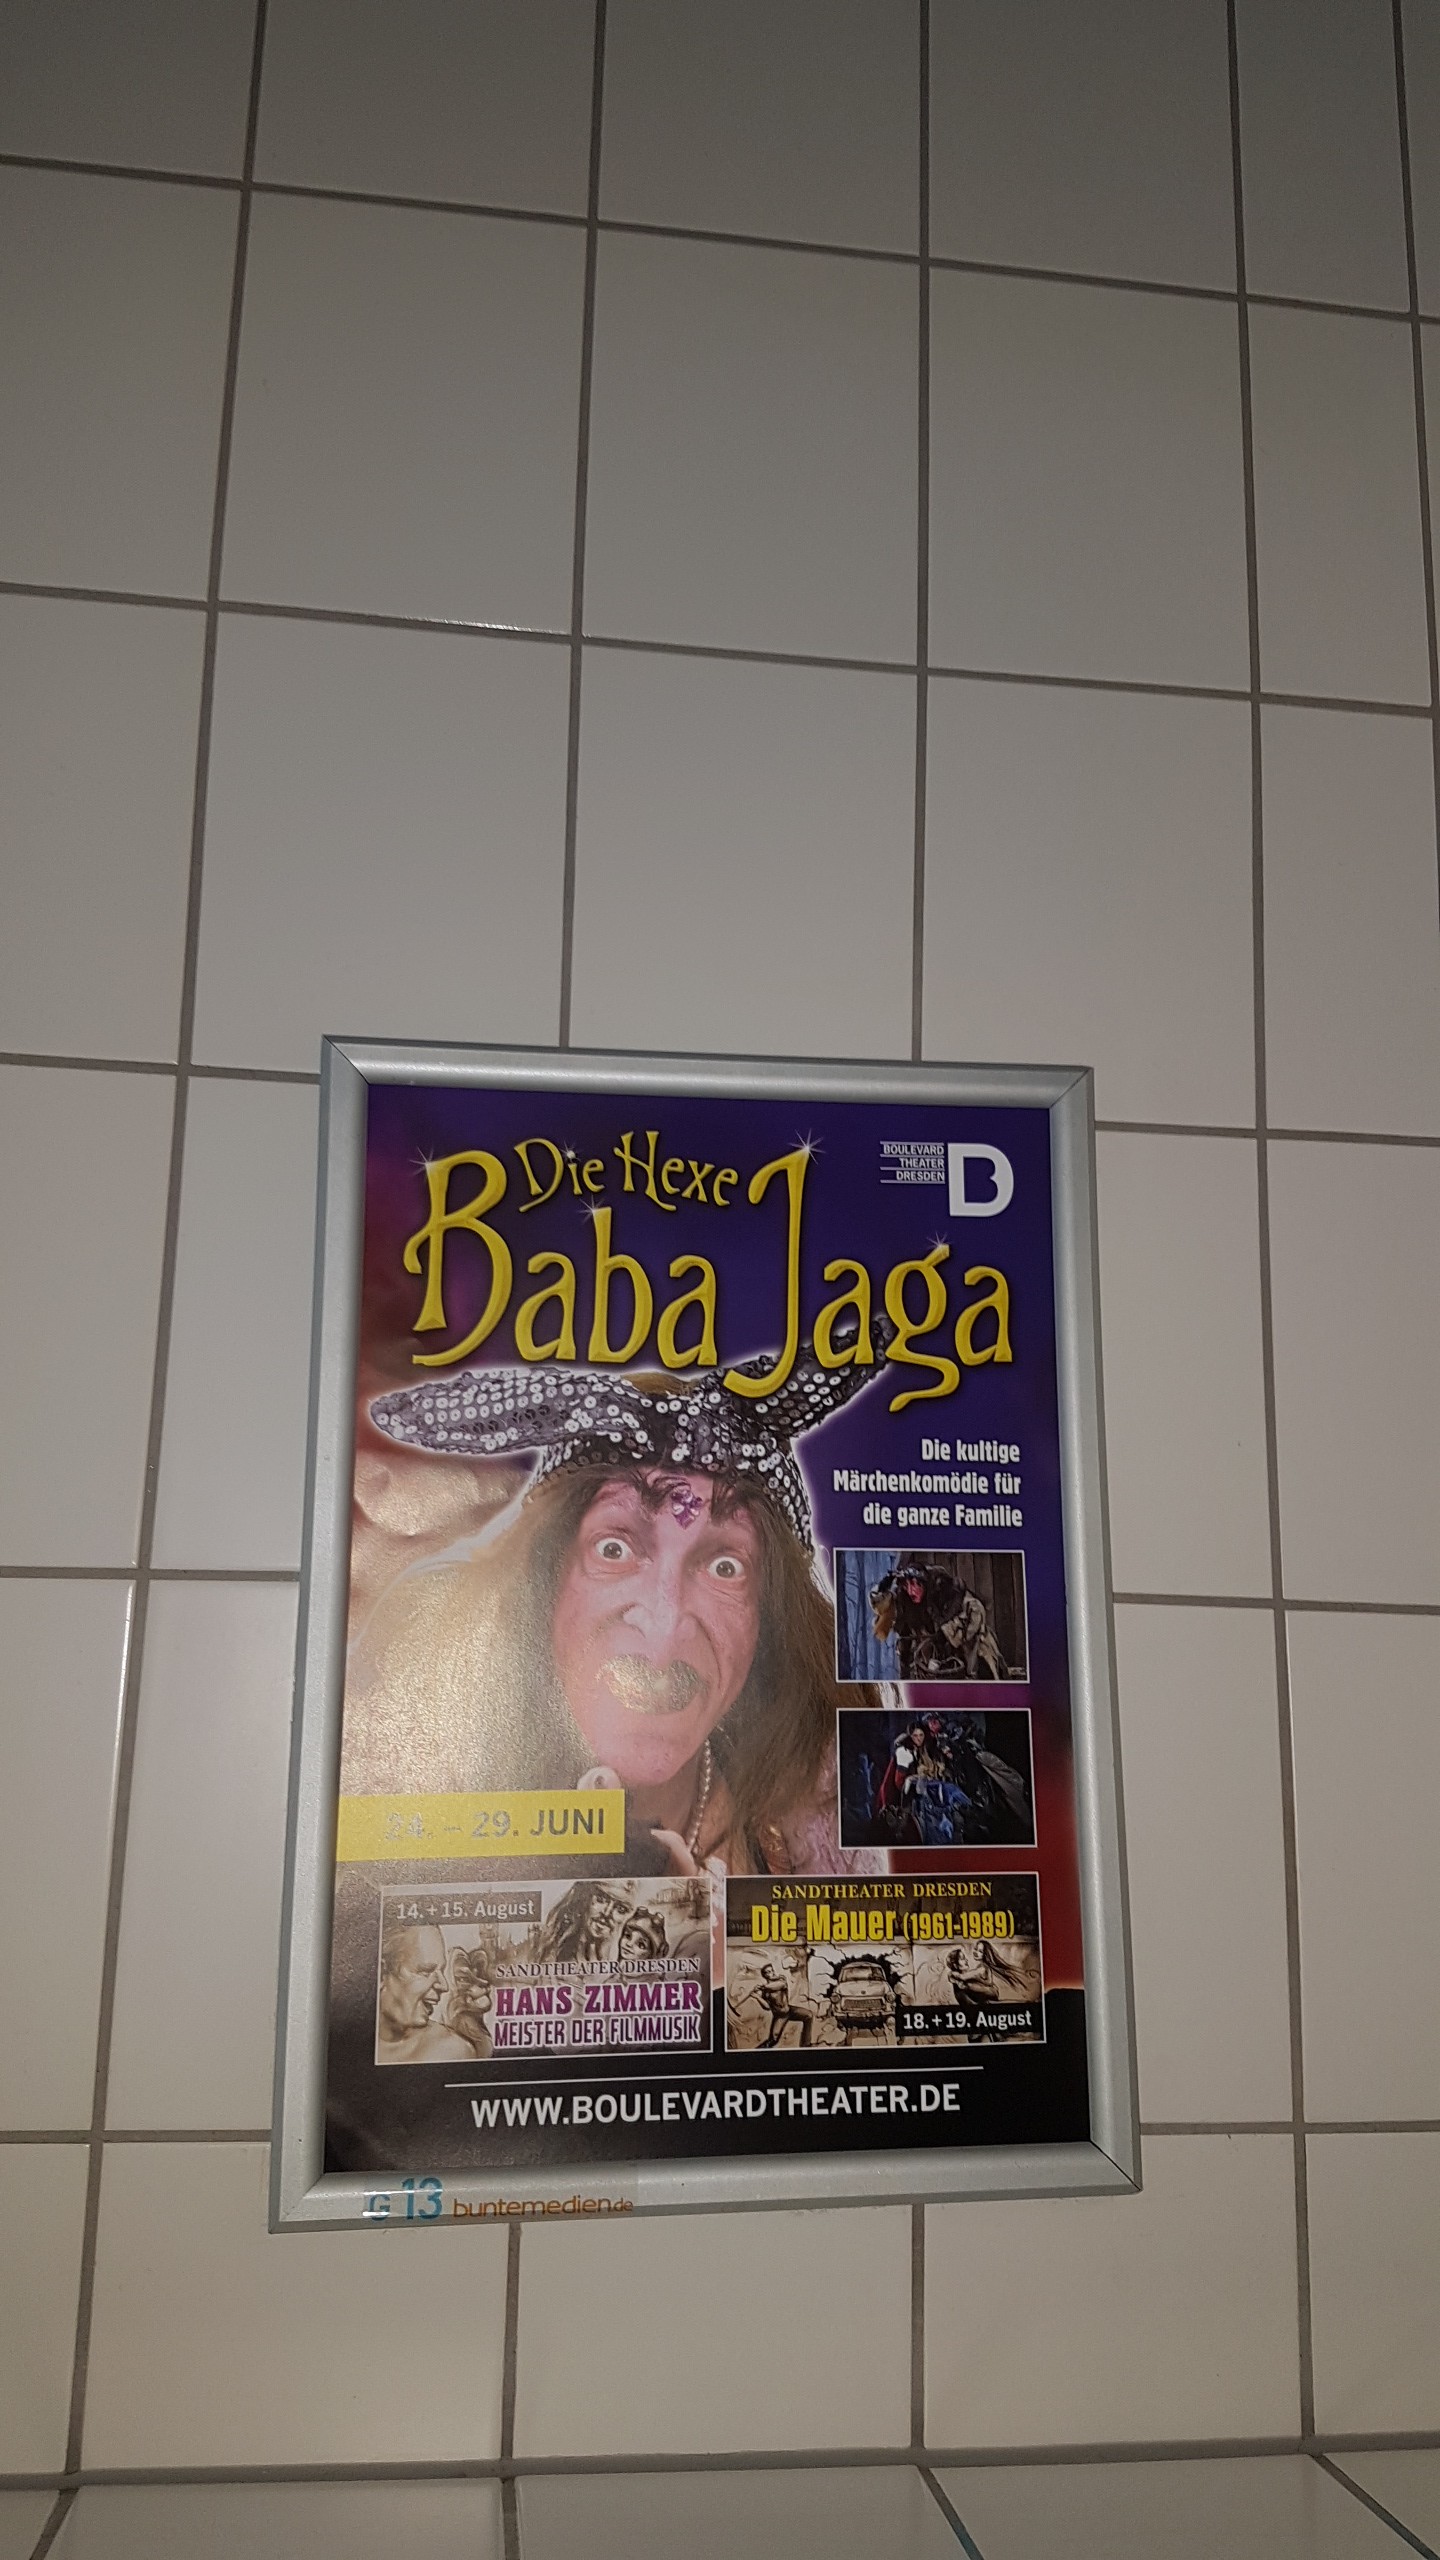 Die Hexe
Baba Jaga
BOULEVARD
THEATER
DRESDEN
B
Die kultige
Märchenkomödie für
die ganze Familie
24. – 29. JUNI
14. + 15. August
SANDTHEATER DRESDEN
HANS ZIMMER
MEISTER DER FILMMUSIK
SANDTHEATER DRESDEN
Die Mauer (1961-1989)
18. + 19. August
WWW.BOULEVARDTHEATER.DE
G 13 buntemedien.de